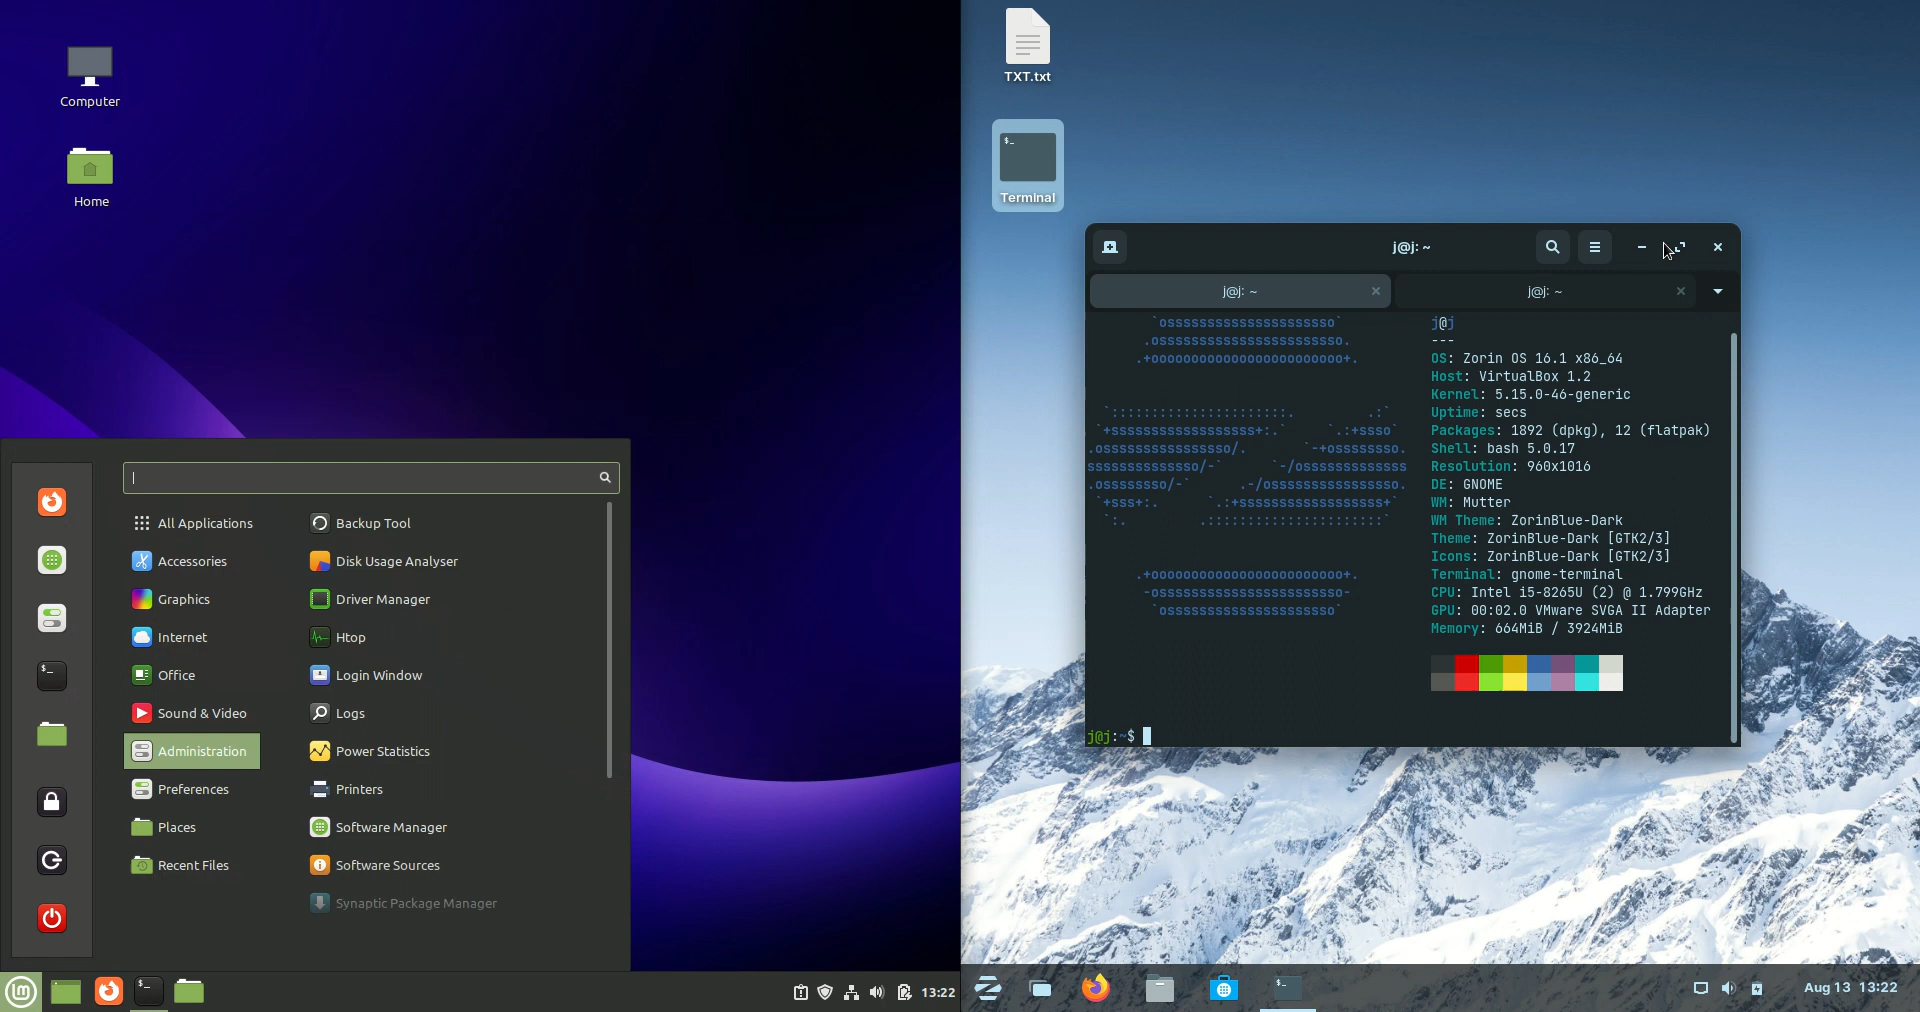 Computer
Home
All Applications
Accessories
Graphics
Internet
Office
Sound & Video
Administration
Preferences
Places
Recent Files
Backup Tool
Disk Usage Analyser
Driver Manager
Htop
Login Window
Logs
Power Statistics
Printers
Software Manager
Software Sources
Synaptic Package Manager
13:22
TXT.txt
$_
Terminal
j@j: ~
j@j: ~
j@j: ~
j@j
---
OS: Zorin OS 16.1 x86_64
Host: VirtualBox 1.2
Kernel: 5.15.0-46-generic
Uptime: secs
Packages: 1892 (dpkg), 12 (flatpak)
Shell: bash 5.0.17
Resolution: 960x1016
DE: GNOME
WM: Mutter
WM Theme: ZorinBlue-Dark
Theme: ZorinBlue-Dark [GTK2/3]
Icons: ZorinBlue-Dark [GTK2/3]
Terminal: gnome-terminal
CPU: Intel i5-8265U (2) @ 1.799GHz
GPU: 00:02.0 VMware SVGA II Adapter
Memory: 664MiB / 3924MiB
j@j:~$
Aug 13 13:22